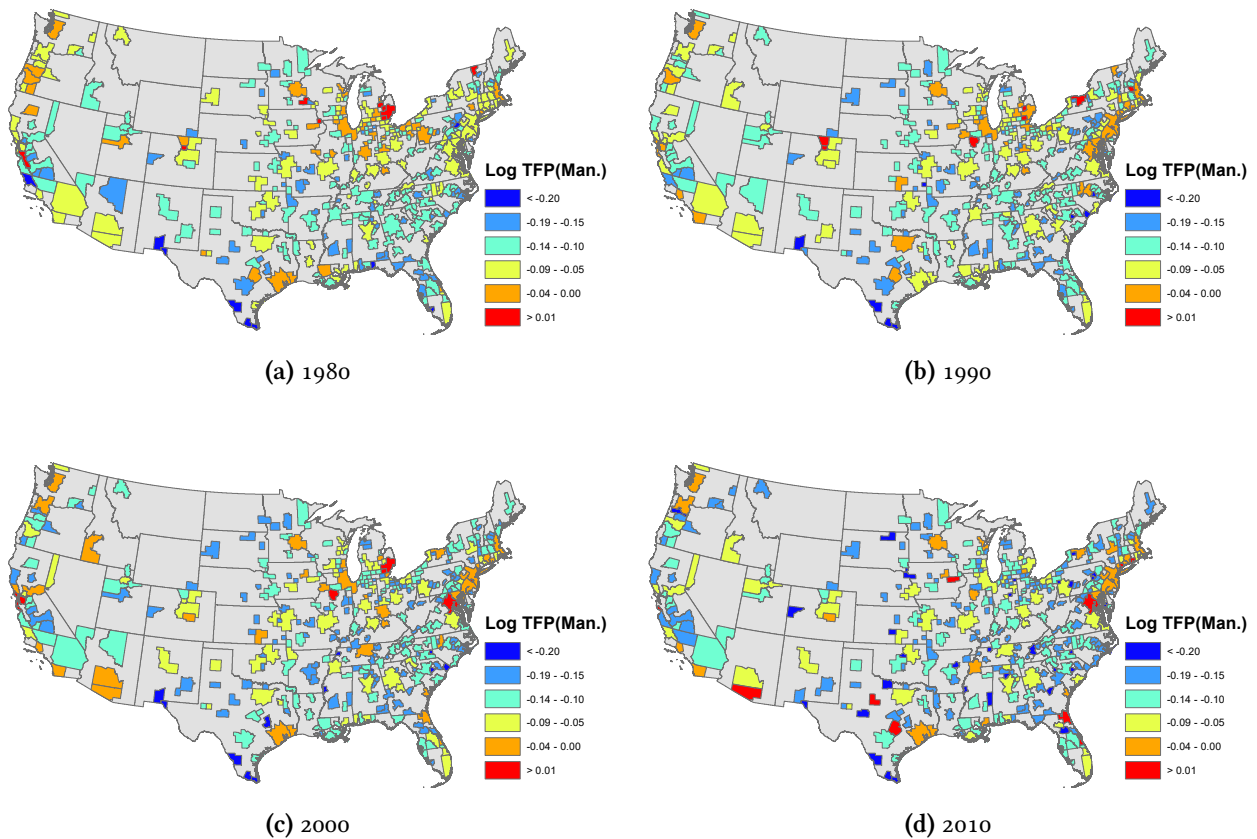 Log TFP(Man.)
< -0.20
-0.19 - -0.15
-0.14 - -0.10
-0.09 - -0.05
-0.04 - 0.00
> 0.01
(a) 1980
Log TFP(Man.)
< -0.20
-0.19 - -0.15
-0.14 - -0.10
-0.09 - -0.05
-0.04 - 0.00
> 0.01
(b) 1990
Log TFP(Man.)
< -0.20
-0.19 - -0.15
-0.14 - -0.10
-0.09 - -0.05
-0.04 - 0.00
> 0.01
(c) 2000
Log TFP(Man.)
< -0.20
-0.19 - -0.15
-0.14 - -0.10
-0.09 - -0.05
-0.04 - 0.00
> 0.01
(d) 2010